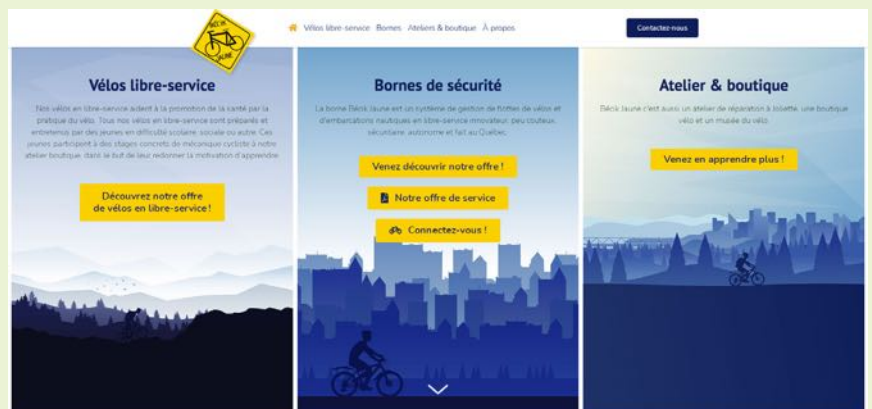 BÉCIK
JAUNE
Vélos libre-service Bornes Ateliers & boutique À propos
Contactez-nous
Vélos libre-service
Nos vélos en libre-service aident à la promotion de la santé par la
pratique du vélo. Tous nos vélos en libre-service sont préparés et
entretenus par des jeunes en difficulté scolaire, sociale ou autre. Ces
jeunes participent à des stages concrets de mécanique cycliste à notre
atelier boutique, dans le but de leur redonner la motivation d'apprendre.
Découvrez notre offre
de vélos en libre-service !
Bornes de sécurité
La borne Bécik Jaune est un système de gestion de flottes de vélos et
d'embarcations nautiques en libre-service innovateur, peu coûteux,
sécuritaire, autonome et fait au Québec.
Venez découvrir notre offre !
Notre offre de service
Connectez-vous !
Atelier & boutique
Bécik Jaune c'est aussi un atelier de réparation à Joliette, une boutique
vélo et un musée du vélo.
Venez en apprendre plus !